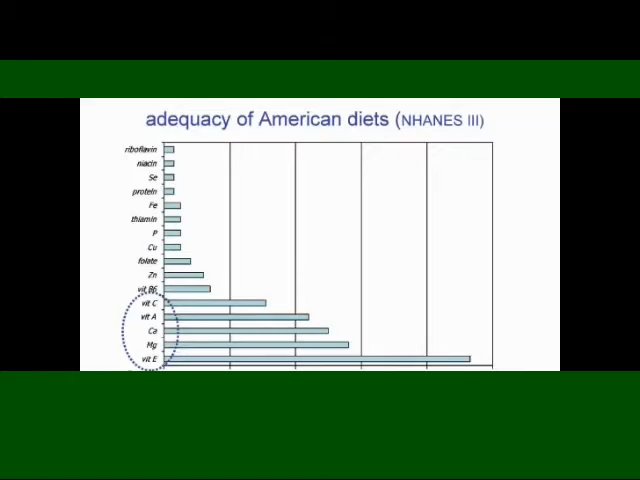 adequacy of American diets (NHANES III)
riboflavin
niacin
Se
protein
Fe
thiamin
P
Cu
folate
Zn
vit B6
vit C
vit A
Ca
Mg
vit E